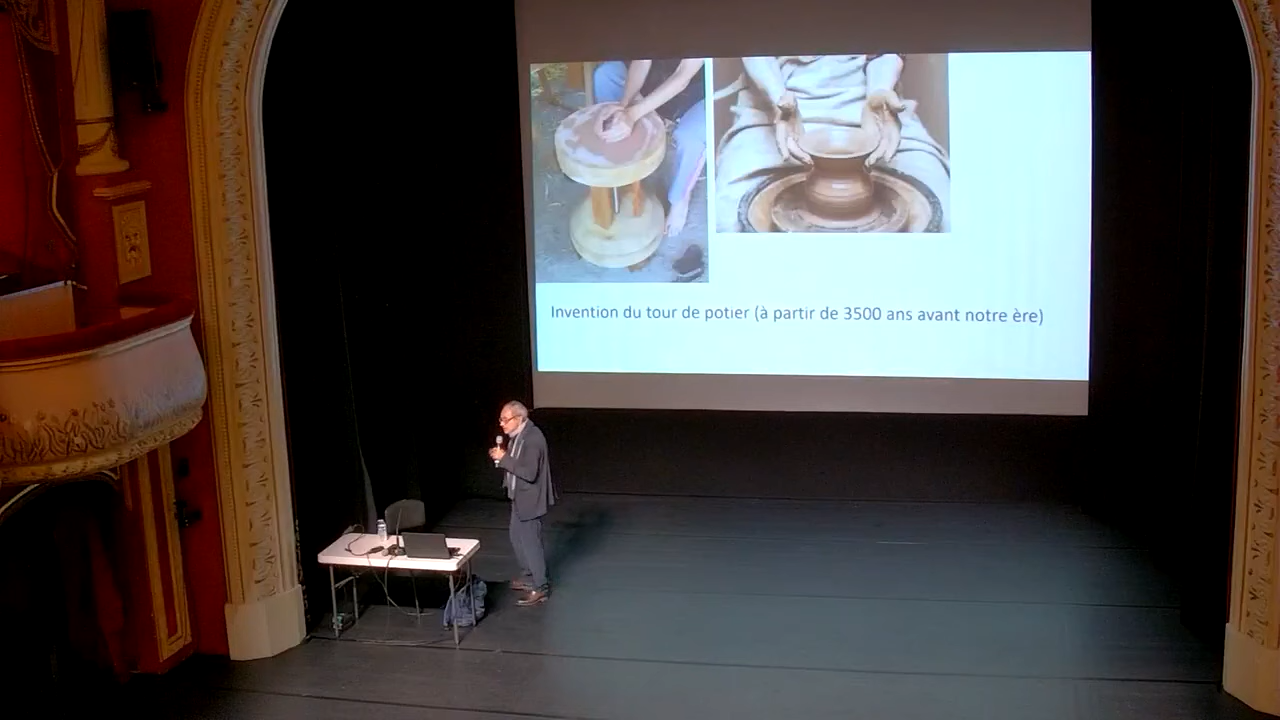 Invention du tour de potier (à partir de 3500 ans avant notre ère)